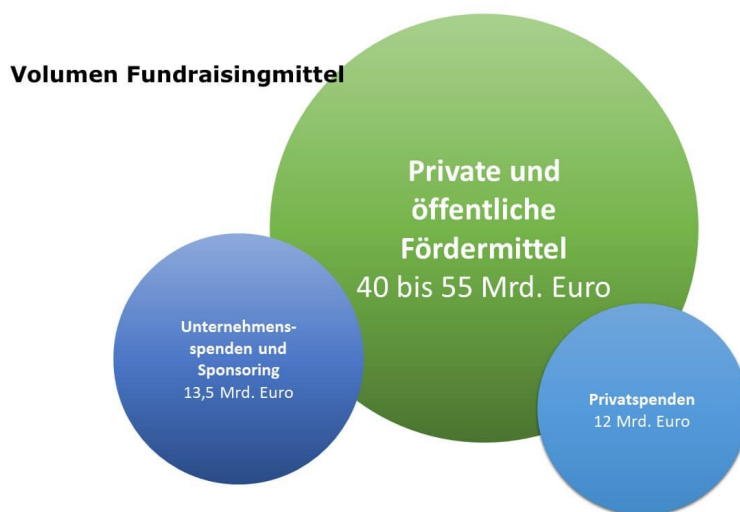 Volumen Fundraisingmittel
Private und
öffentliche
Fördermittel
40 bis 55 Mrd. Euro
Unternehmens-
spenden und
Sponsoring
13,5 Mrd. Euro
Privatspenden
12 Mrd. Euro